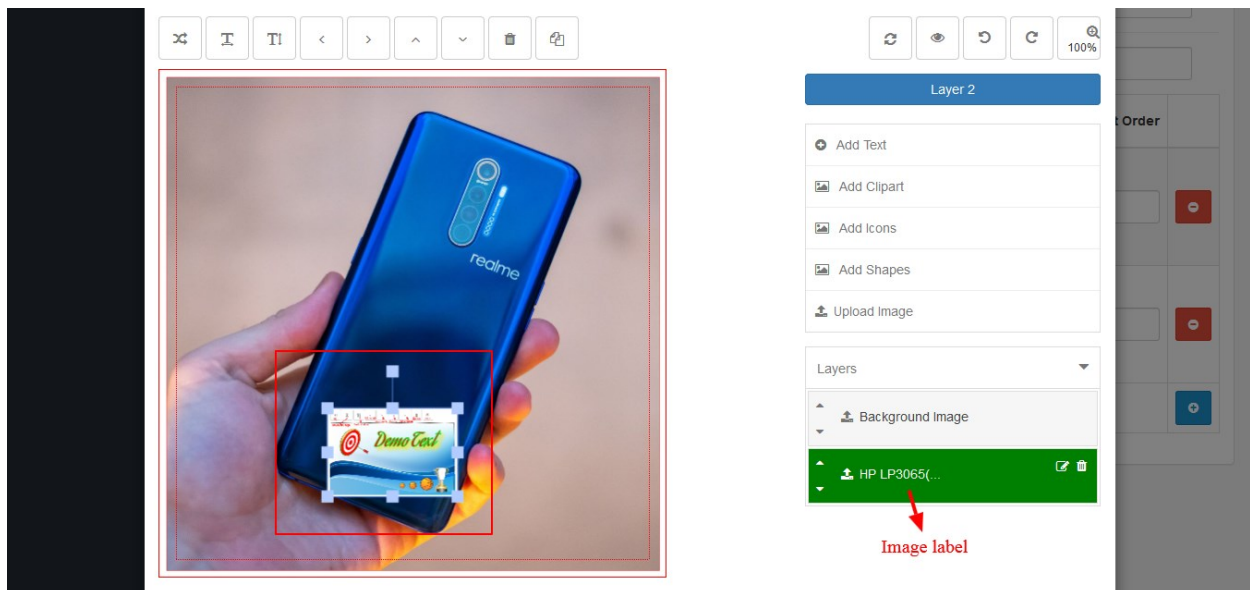 100%
Layer 2
t Order
Add Text
Add Clipart
Add Icons
Add Shapes
Upload Image
Layers
Background Image
HP LP3065(...
Image label
realme
Demo Text